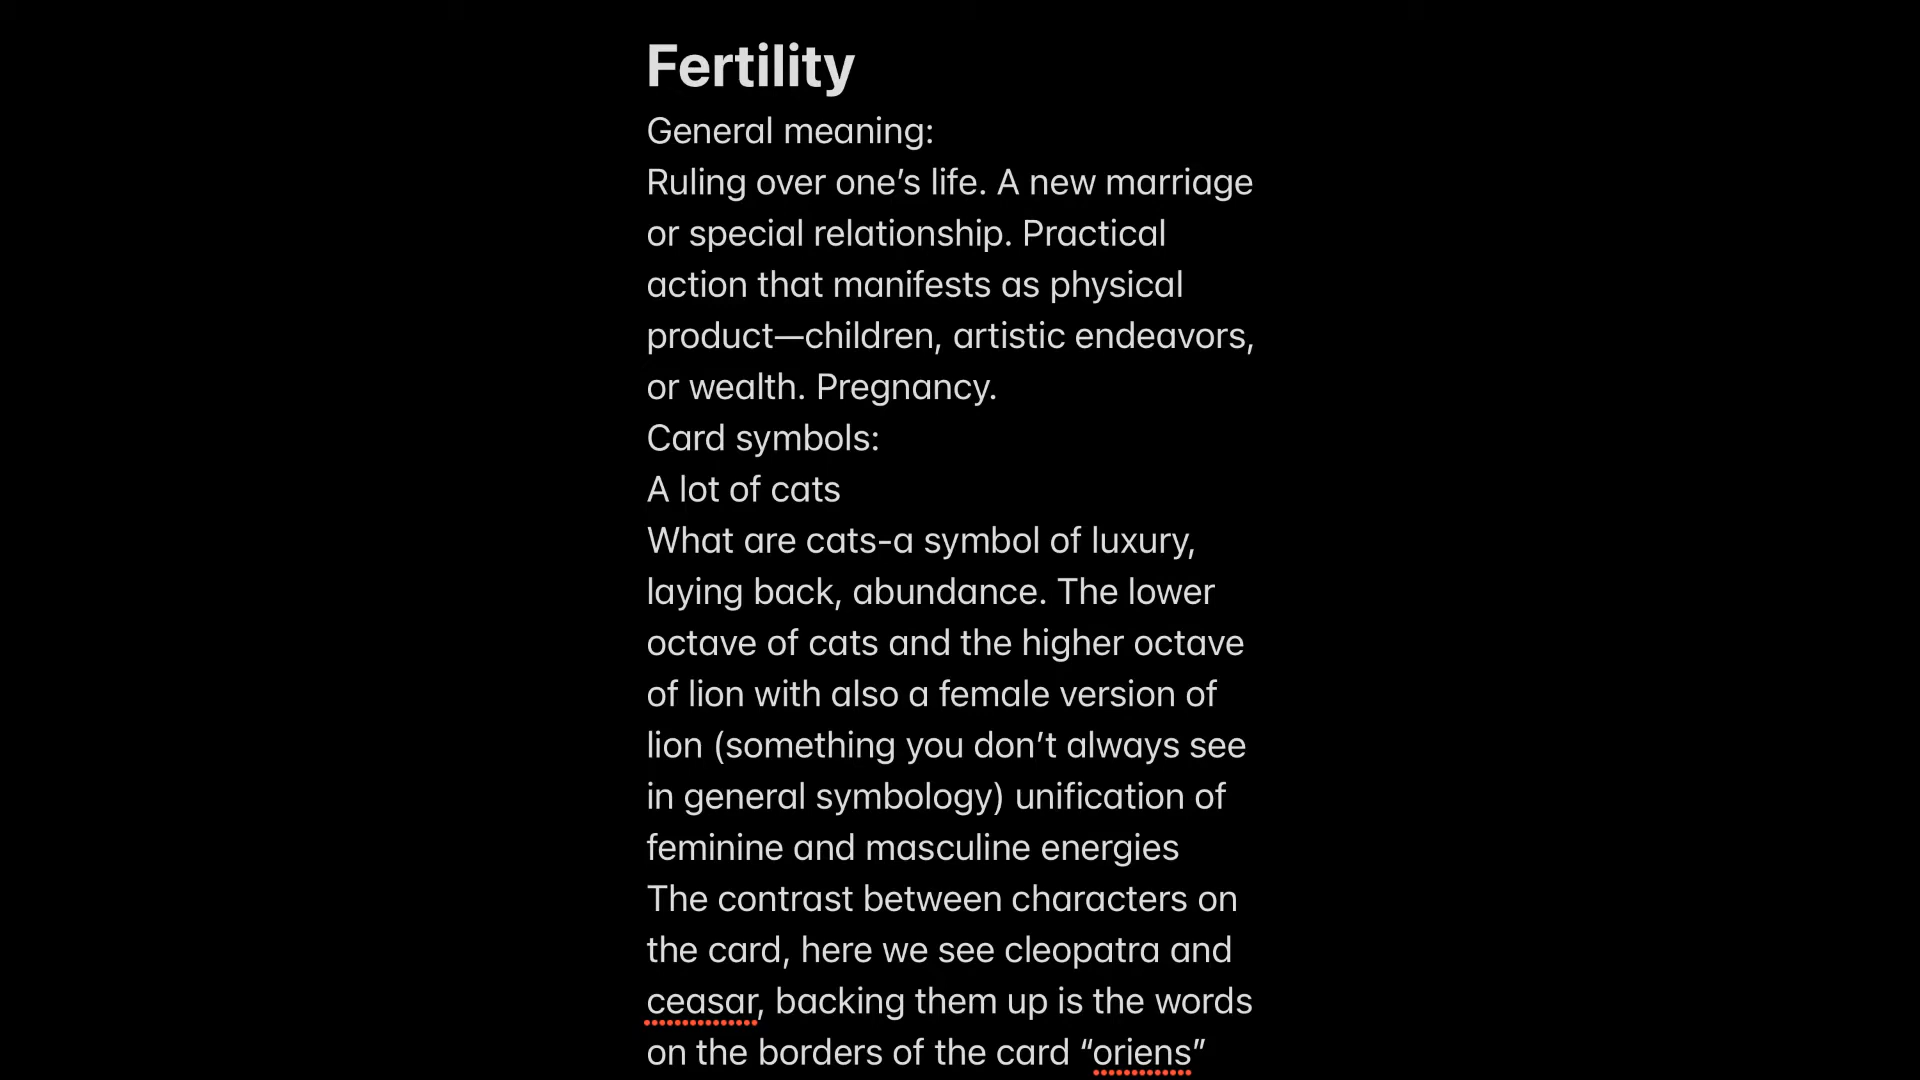 Fertility
General meaning:
Ruling over one’s life. A new marriage
or special relationship. Practical
action that manifests as physical
product—children, artistic endeavors,
or wealth. Pregnancy.
Card symbols:
A lot of cats
What are cats-a symbol of luxury,
laying back, abundance. The lower
octave of cats and the higher octave
of lion with also a female version of
lion (something you don’t always see
in general symbology) unification of
feminine and masculine energies
The contrast between characters on
the card, here we see cleopatra and
ceasar, backing them up is the words
on the borders of the card “oriens”